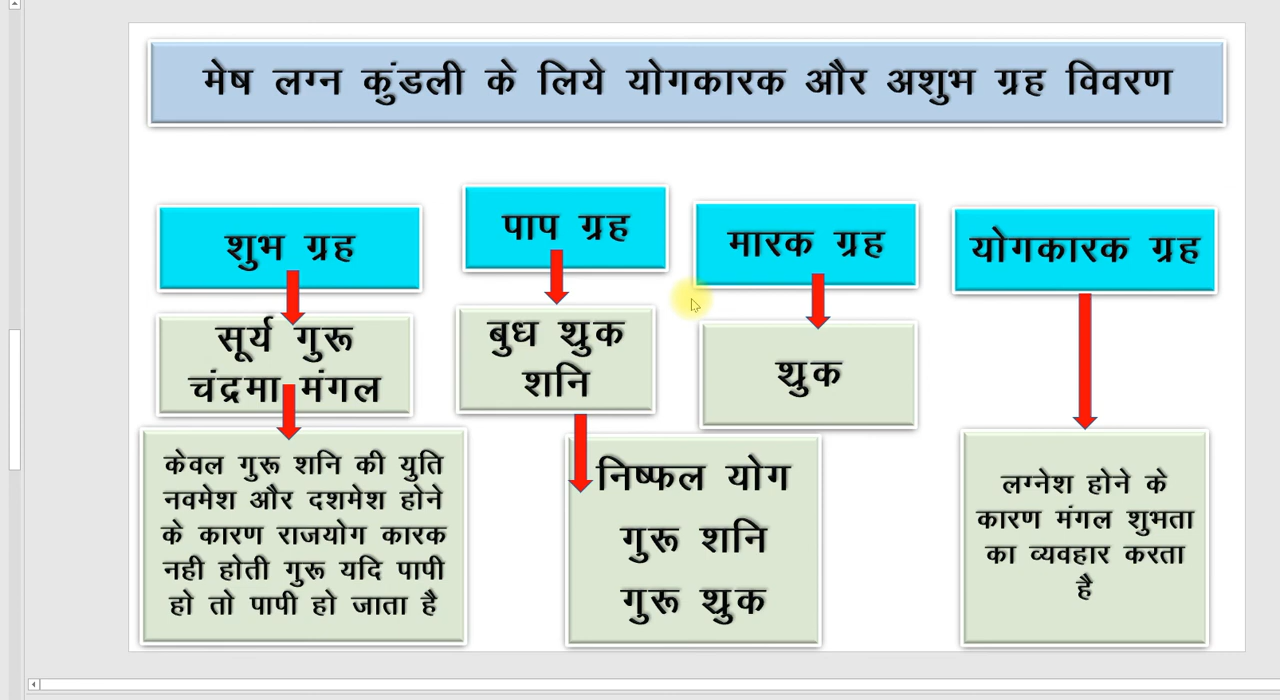 मेष लग्न कुंडली के लिये योगकारक और अशुभ ग्रह विवरण
शुभ ग्रह
सूर्य गुरू
चंद्रमा मंगल
केवल गुरू शनि की युति
नवमेश और दशमेश होने
के कारण राजयोग कारक
नही होती गुरू यदि पापी
हो तो पापी हो जाता है
पाप ग्रह
बुध शुक्र
शनि
निष्फल योग
गुरू शनि
गुरू शुक्र
मारक ग्रह
शुक्र
योगकारक ग्रह
लग्नेश होने के
कारण मंगल शुभता
का व्यवहार करता
है